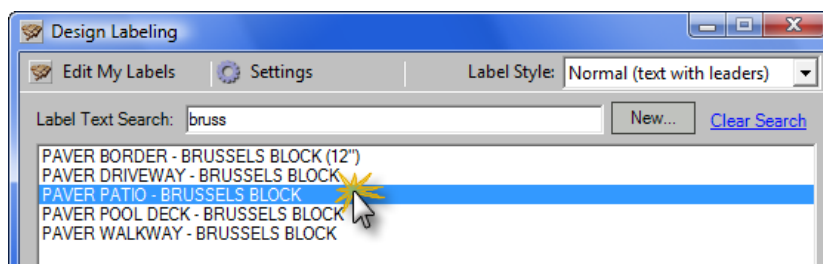 Design Labeling
Edit My Labels Settings Label Style: Normal (text with leaders)
Label Text Search: bruss New... Clear Search
PAVER BORDER - BRUSSELS BLOCK (12")
PAVER DRIVEWAY - BRUSSELS BLOCK
PAVER PATIO - BRUSSELS BLOCK
PAVER POOL DECK - BRUSSELS BLOCK
PAVER WALKWAY - BRUSSELS BLOCK